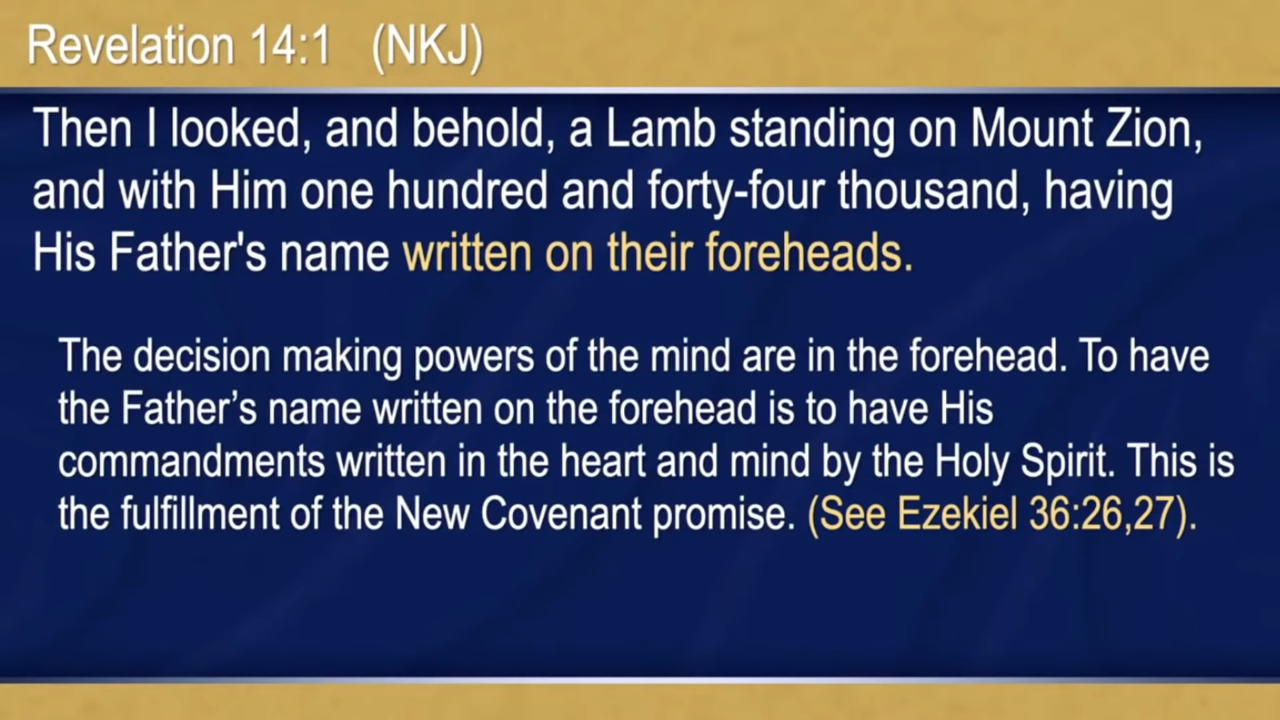 Revelation 14:1 (NKJ)
Then I looked, and behold, a Lamb standing on Mount Zion,
and with Him one hundred and forty-four thousand, having
His Father's name written on their foreheads.
The decision making powers of the mind are in the forehead. To have
the Father’s name written on the forehead is to have His
commandments written in the heart and mind by the Holy Spirit. This is
the fulfillment of the New Covenant promise. (See Ezekiel 36:26,27).